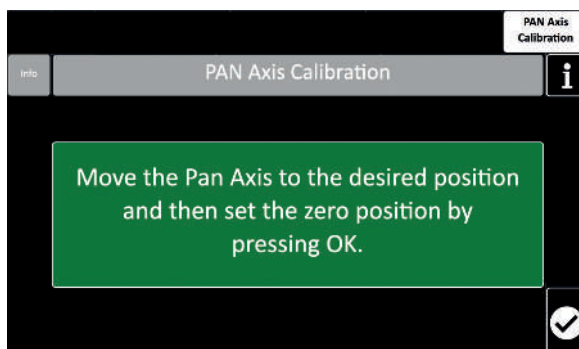 PAN Axis
Calibration
Info
PAN Axis Calibration
i
Move the Pan Axis to the desired position
and then set the zero position by
pressing OK.